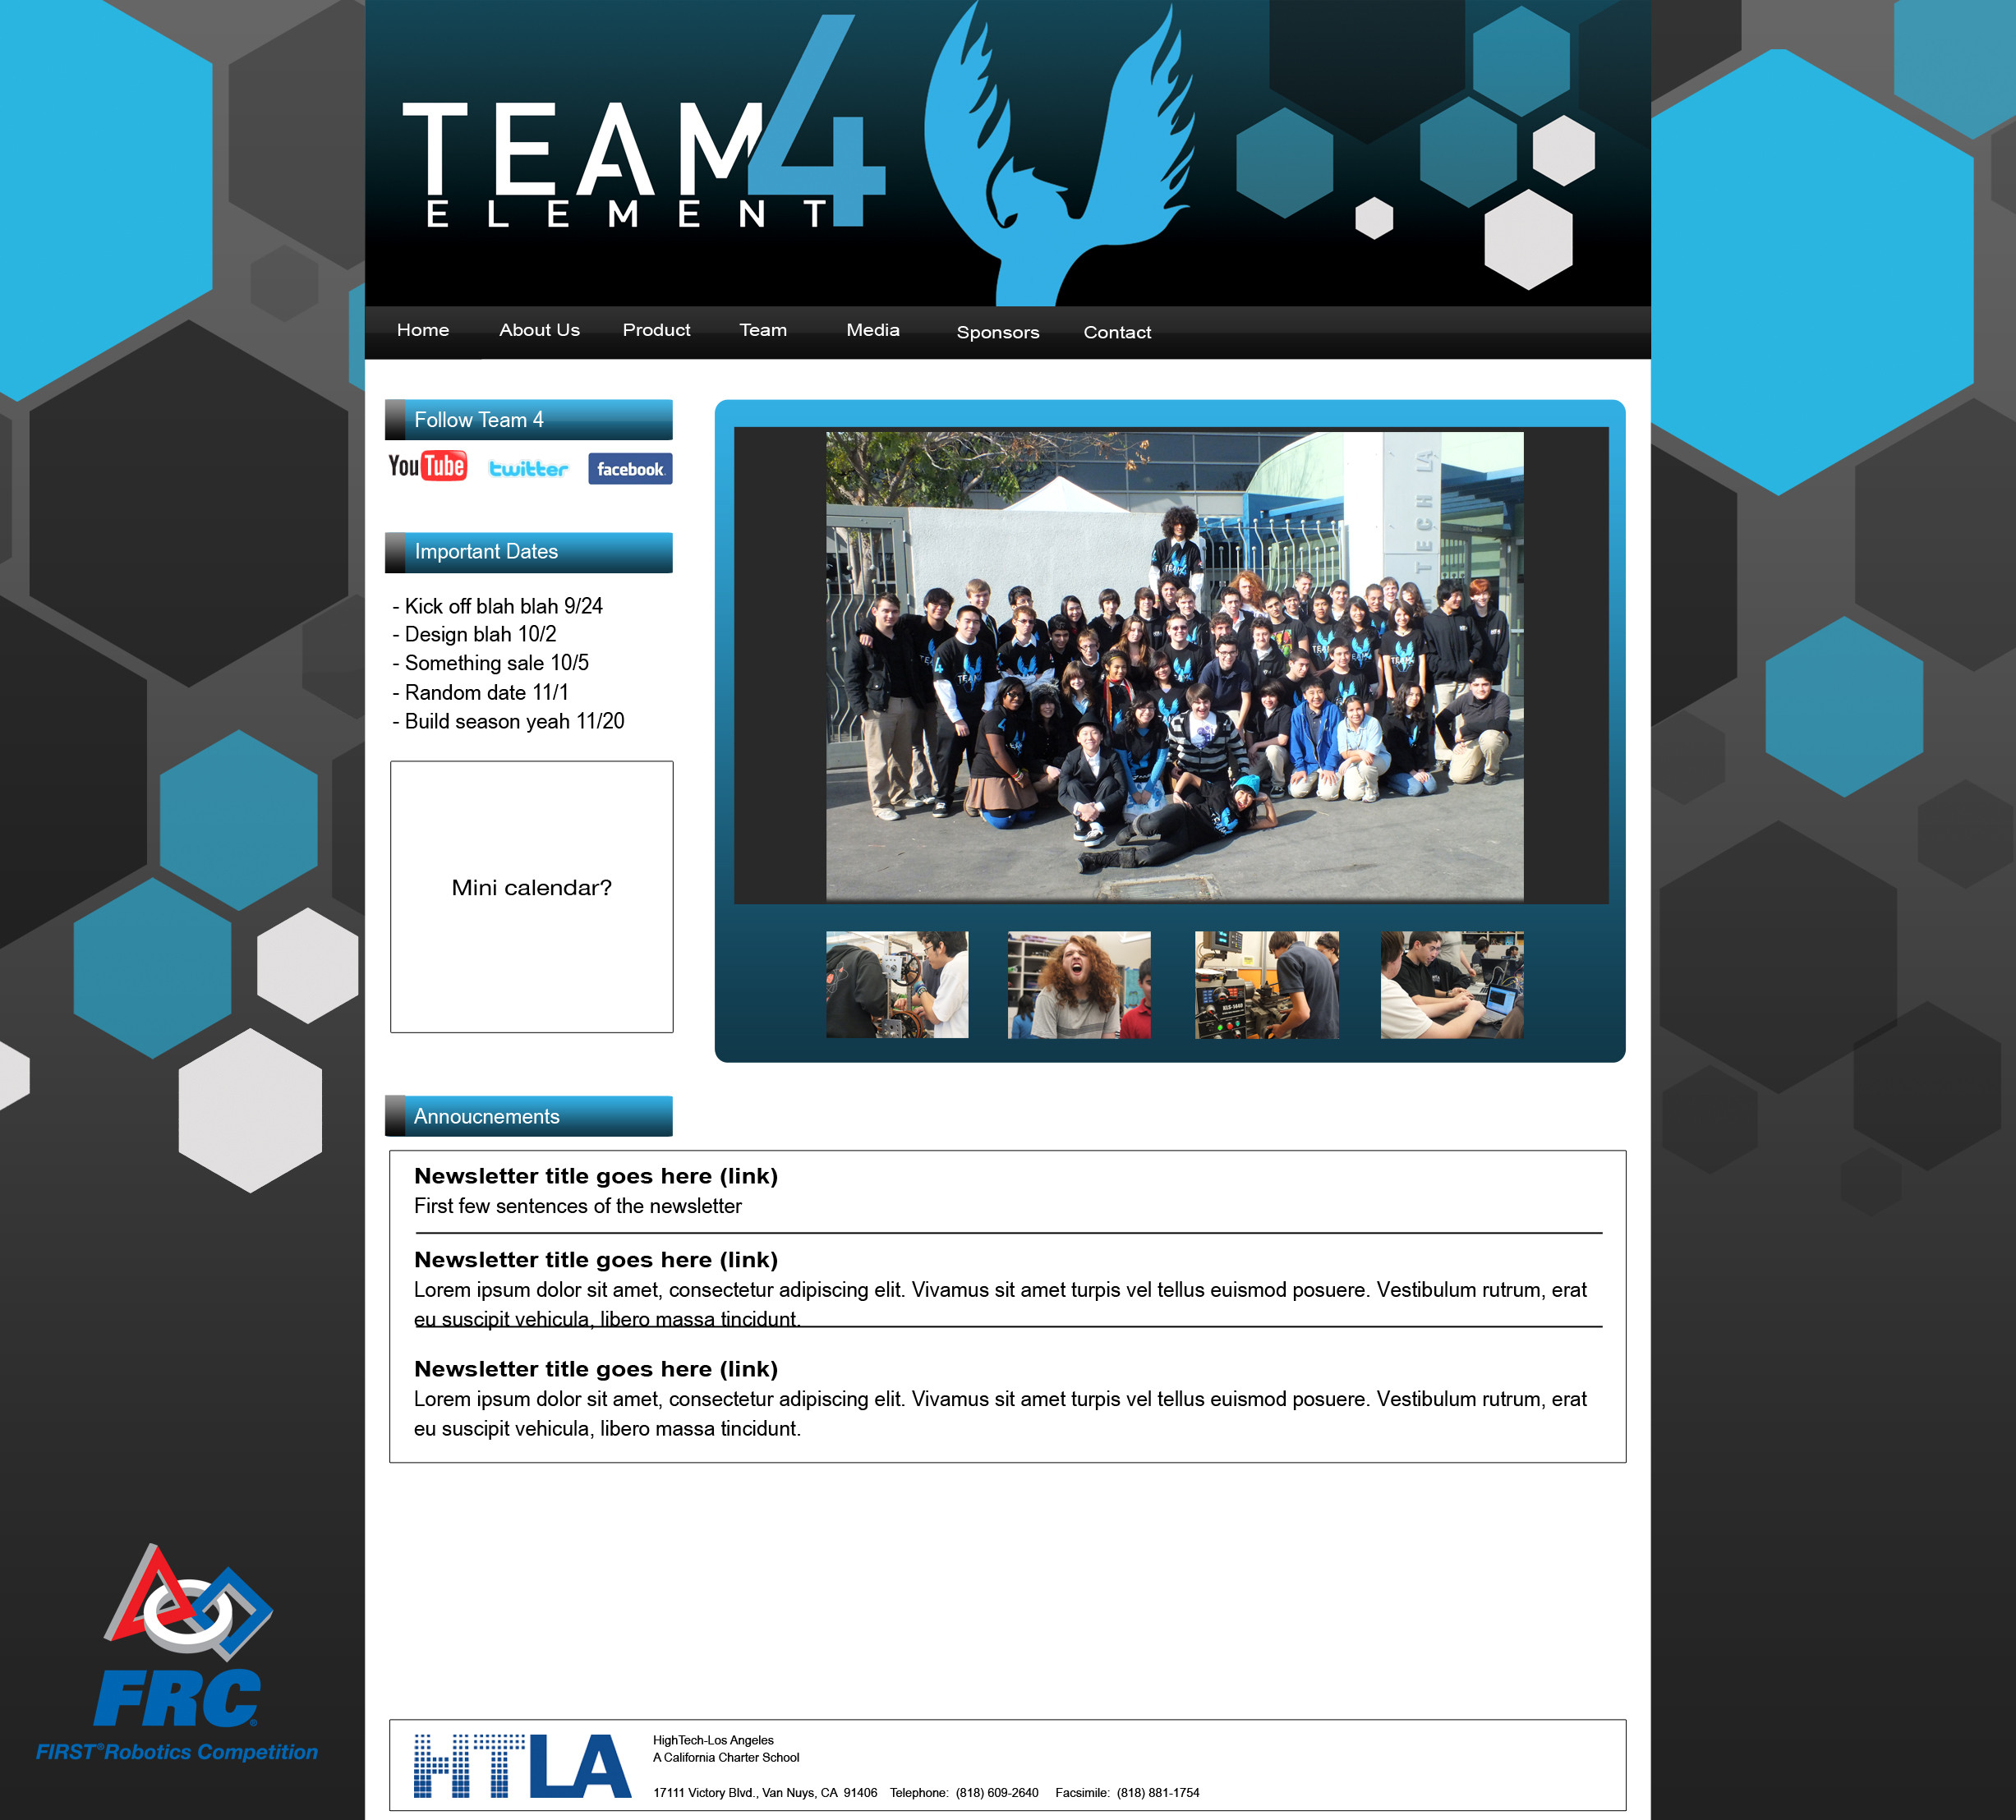 TEAM 4
ELEMENT
Home About Us Product Team Media Sponsors Contact
Follow Team 4
YouTube twitter facebook
Important Dates
- Kick off blah blah 9/24
- Design blah 10/2
- Something sale 10/5
- Random date 11/1
- Build season yeah 11/20
Mini calendar?
TECH LA
Annoucnements
Newsletter title goes here (link)
First few sentences of the newsletter
Newsletter title goes here (link)
Lorem ipsum dolor sit amet, consectetur adipiscing elit. Vivamus sit amet turpis vel tellus euismod posuere. Vestibulum rutrum, erat
eu suscipit vehicula, libero massa tincidunt.
Newsletter title goes here (link)
Lorem ipsum dolor sit amet, consectetur adipiscing elit. Vivamus sit amet turpis vel tellus euismod posuere. Vestibulum rutrum, erat
eu suscipit vehicula, libero massa tincidunt.
FRC®
FIRST® Robotics Competition
HTLA
HighTech-Los Angeles
A California Charter School
17111 Victory Blvd., Van Nuys, CA 91406 Telephone: (818) 609-2640 Facsimile: (818) 881-1754